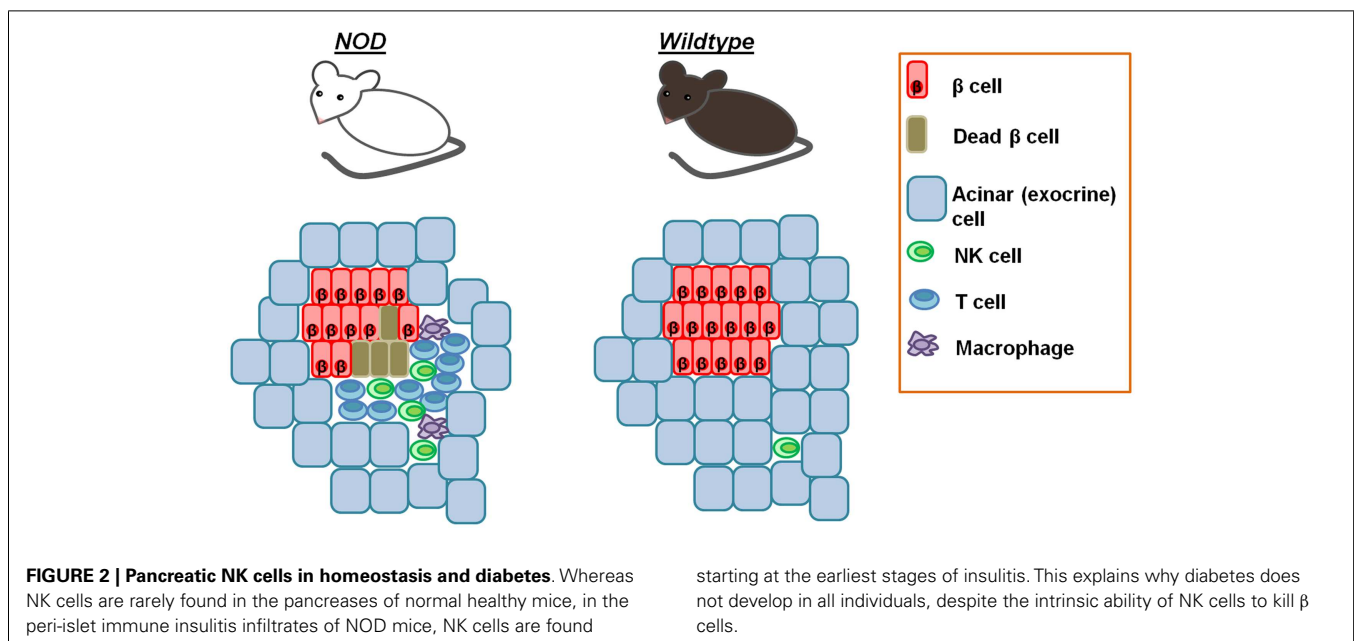 NOD
Wildtype
β cell
Dead β cell
Acinar (exocrine)
cell
NK cell
T cell
Macrophage
β
β β β β β
β β β β β
β β β β β
β β β β β β
β β
β β β β β
FIGURE 2 | Pancreatic NK cells in homeostasis and diabetes. Whereas
NK cells are rarely found in the pancreases of normal healthy mice, in the
peri-islet immune insulitis infiltrates of NOD mice, NK cells are found
starting at the earliest stages of insulitis. This explains why diabetes does
not develop in all individuals, despite the intrinsic ability of NK cells to kill β
cells.